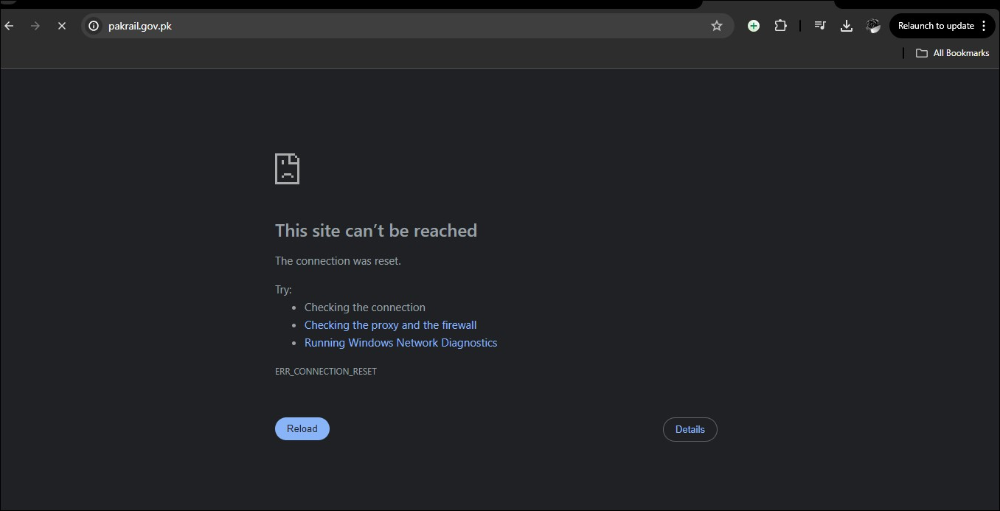 pakrail.gov.pk
Relaunch to update
All Bookmarks
This site can’t be reached
The connection was reset.
Try:
Checking the connection
Checking the proxy and the firewall
Running Windows Network Diagnostics
ERR_CONNECTION_RESET
Reload
Details